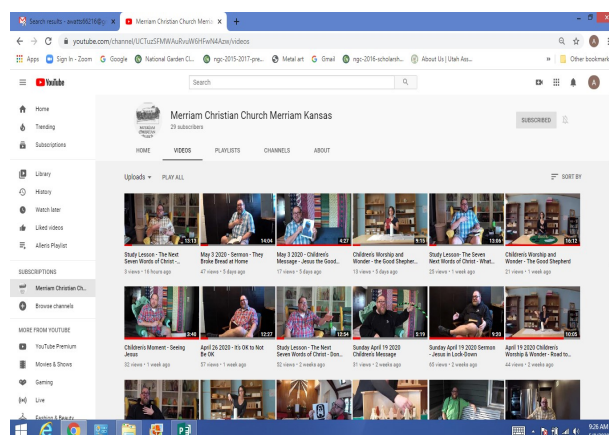 Search results - awatts66216@g
Merriam Christian Church Merria
youtube.com/channel/UCTuzSFMWAuRvuW6HFwN4Azw/videos
Apps Sign In - Zoom Google National Garden Cl... ngc-2015-2017-pre... Metal art Gmail ngc-2016-scholarsh... About Us | Utah Ass... » Other bookmarks
YouTube
Search
Home
Trending
Subscriptions
Library
History
Watch later
Liked videos
Allens Playlist
SUBSCRIPTIONS
Merriam Christian Ch...
Browse channels
MORE FROM YOUTUBE
YouTube Premium
Movies & Shows
Gaming
Live
Fashion & Beauty
Merriam Christian Church Merriam Kansas
29 subscribers
SUBSCRIBED
HOME VIDEOS PLAYLISTS CHANNELS ABOUT
Uploads PLAY ALL
SORT BY
13:13 14:04 4:27 9:15 13:06 16:12
Study Lesson - The Next Seven Words of Christ -...
8 views • 16 hours ago
May 3 2020 - Sermon - They Broke Bread at Home
47 views • 5 days ago
May 3 2020 - Children's Message - Jesus the Good...
17 views • 5 days ago
Children's Worship and Wonder - the Good Shepher...
15 views • 5 days ago
Study Lesson - The Seven Next Words of Christ - What...
23 views • 1 week ago
Children's Worship and Wonder - The Good Shepherd
21 views • 1 week ago
3:40 12:27 12:54 5:19 9:20 10:05
Children's Moment - Seeing Jesus
32 views • 1 week ago
April 26 2020 - It's OK to Not Be OK
57 views • 1 week ago
Study Lesson - The Next Seven Words of Christ - Don...
52 views • 2 weeks ago
Sunday April 19 2020 Children's Message
31 views • 2 weeks ago
Sunday April 19 2020 Sermon - Jesus in Lock-Down
65 views • 2 weeks ago
April 19 2020 Children's Worship & Wonder - Road to...
44 views • 2 weeks ago
9:26 AM